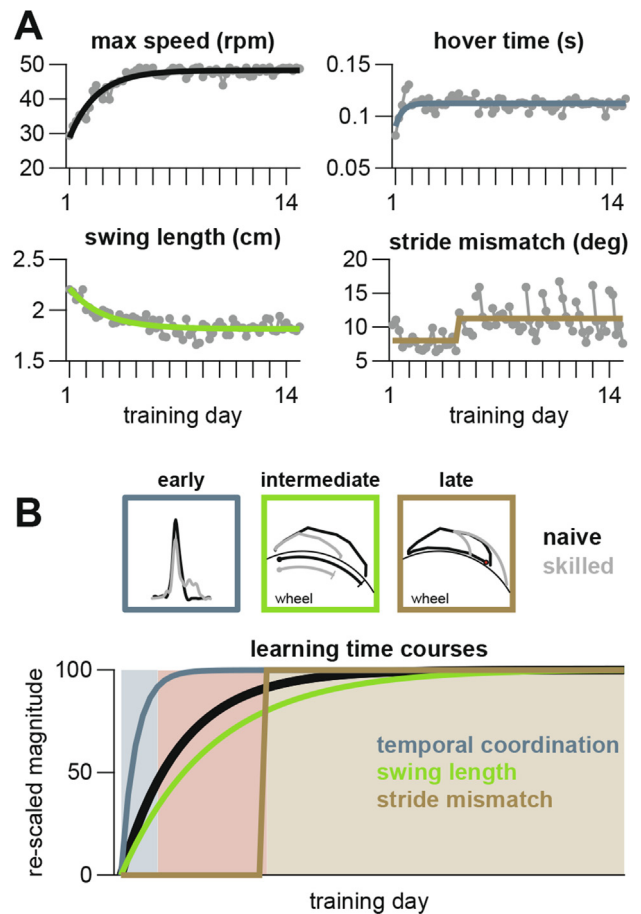 A
max speed (rpm)
50
40
30
20
1
14
hover time (s)
0.15
0.1
0.05
1
14
swing length (cm)
2.5
2
1.5
1
14
training day
stride mismatch (deg)
20
15
10
5
1
14
training day
B
early
intermediate
late
wheel
wheel
naive
skilled
learning time courses
re-scaled magnitude
100
50
0
temporal coordination
swing length
stride mismatch
training day